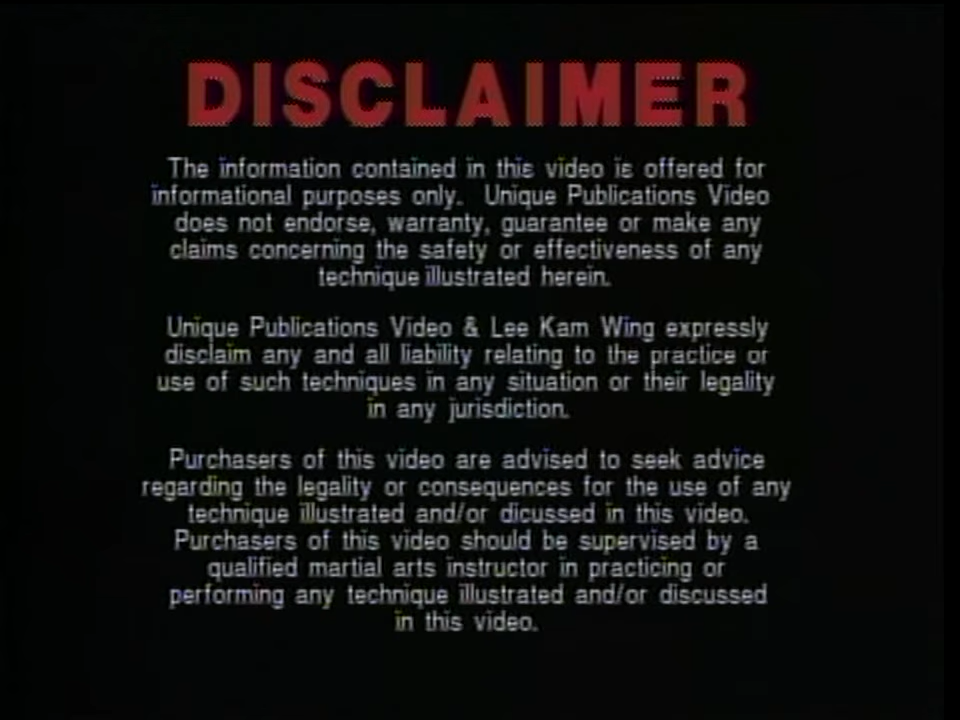 DISCLAIMER
The information contained in this video is offered for
informational purposes only. Unique Publications Video
does not endorse, warranty, guarantee or make any
claims concerning the safety or effectiveness of any
technique illustrated herein.
Unique Publications Video & Lee Kam Wing expressly
disclaim any and all liability relating to the practice or
use of such techniques in any situation or their legality
in any jurisdiction.
Purchasers of this video are advised to seek advice
regarding the legality or consequences for the use of any
technique illustrated and/or dicussed in this video.
Purchasers of this video should be supervised by a
qualified martial arts instructor in practicing or
performing any technique illustrated and/or discussed
in this video.